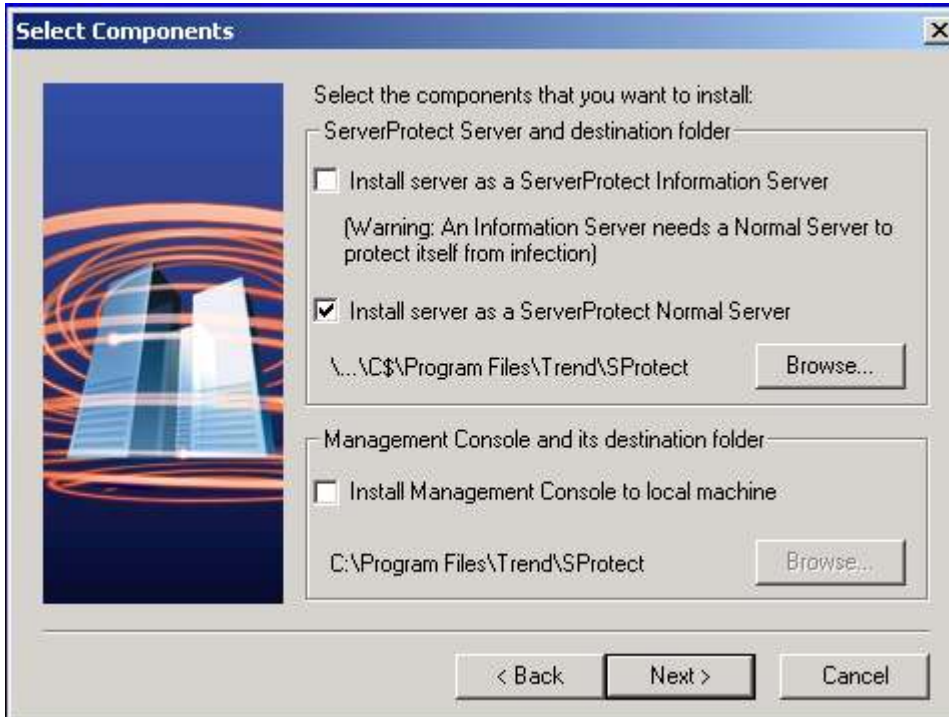 Select Components
Select the components that you want to install:
ServerProtect Server and destination folder
Install server as a ServerProtect Information Server
(Warning: An Information Server needs a Normal Server to
protect itself from infection)
Install server as a ServerProtect Normal Server
\...\C$\Program Files\Trend\SProtect
Browse...
Management Console and its destination folder
Install Management Console to local machine
C:\Program Files\Trend\SProtect
Browse...
< Back
Next >
Cancel